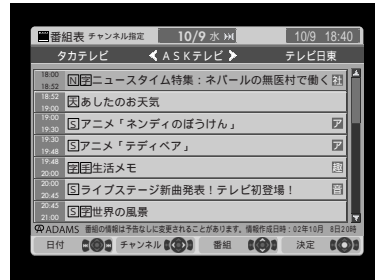 番組表 チャンネル指定 10/9 水 10/9 18:40
タカテレビ ASKテレビ テレビ日東
18:00 18:52 N字ニュースタイム特集:ネパールの無医村で働く
18:52 19:00 天あしたのお天気
19:00 19:30 Sアニメ「ネンディのぼうけん」 ア
19:30 19:48 Sアニメ「テディベア」 ア
19:48 20:00 字手生活メモ
20:00 20:45 Sライブステージ新曲発表!テレビ初登場! 音
20:45 21:00 S字世界の風景
ADAMS 番組の情報は予告なしに変更されることがあります。情報作成日時:02年10月 8日20時
日付 チャンネル 番組 決定